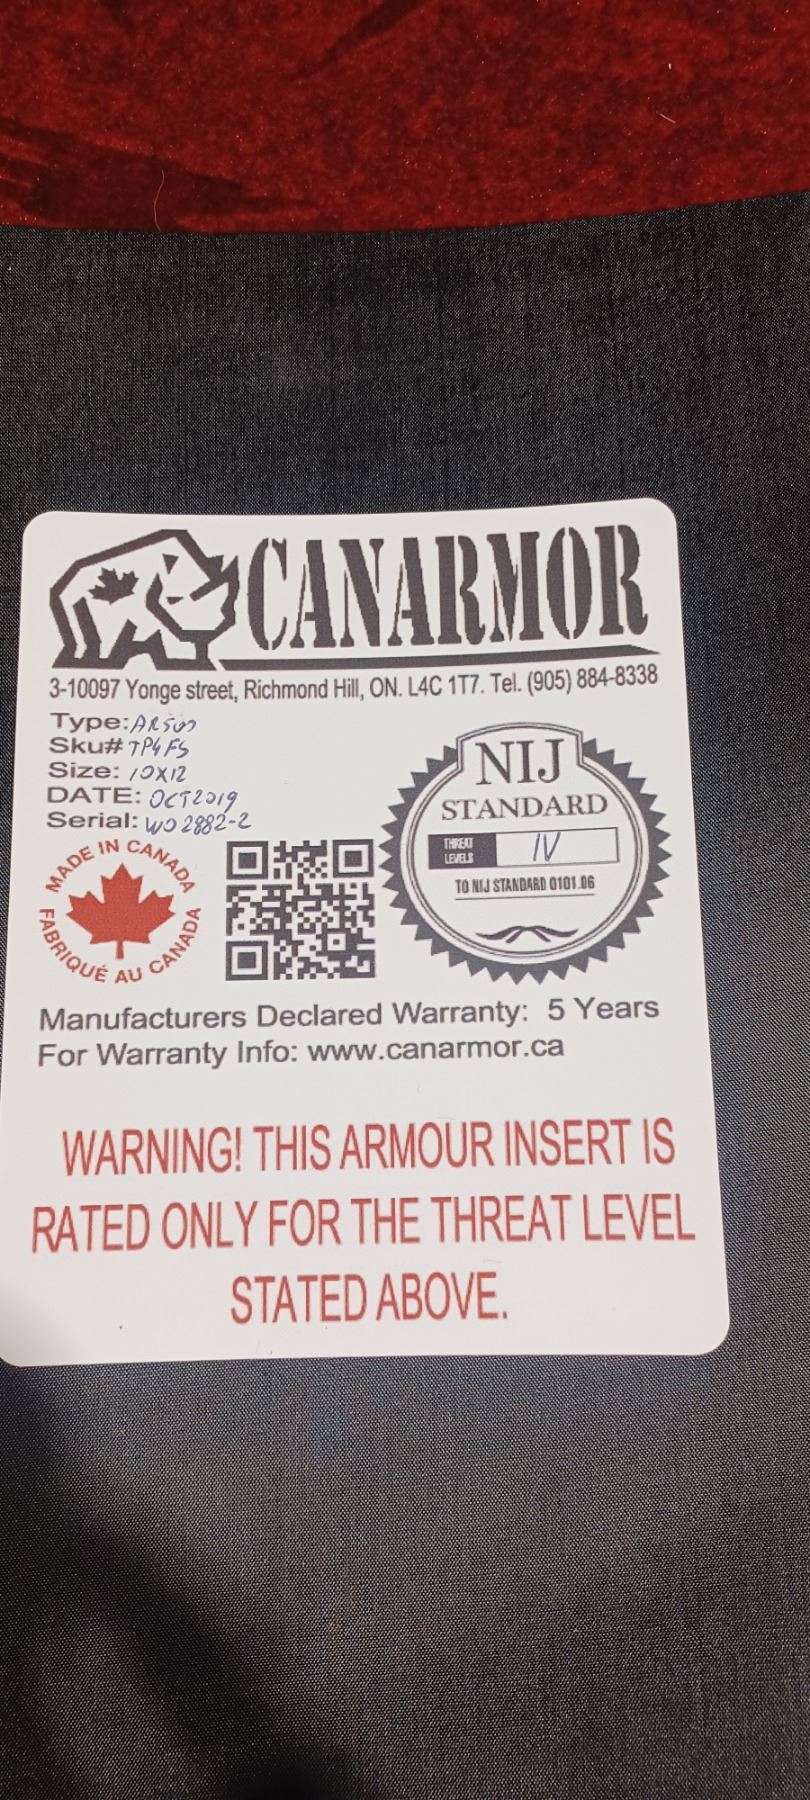 CANARMOR
3-10097 Yonge street, Richmond Hill, ON. L4C 1T7. Tel. (905) 884-8338
Type: AR500
Sku# TP4FS
Size: 10X12
DATE: OCT2019
Serial: WO2882-2
MADE IN CANADA
FABRIQUÉ AU CANADA
NIJ
STANDARD
THREAT
LEVELS
IV
TO NIJ STANDARD 0101.06
Manufacturers Declared Warranty: 5 Years
For Warranty Info: www.canarmor.ca
WARNING! THIS ARMOUR INSERT IS
RATED ONLY FOR THE THREAT LEVEL
STATED ABOVE.